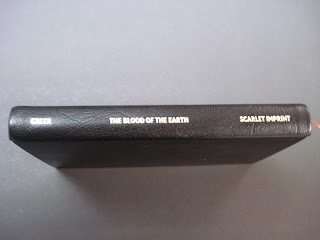 GREER
THE BLOOD OF THE EARTH
SCARLET IMPRINT